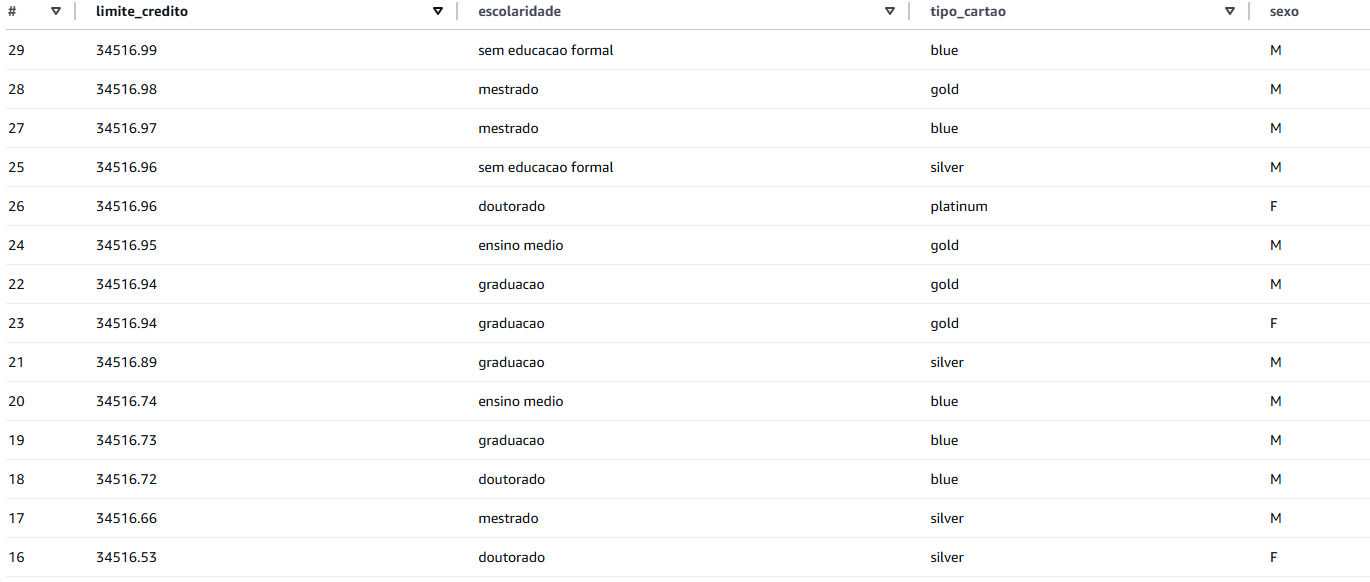 # limite_credito escolaridade tipo_cartao sexo
29 34516.99 sem educacao formal blue M
28 34516.98 mestrado gold M
27 34516.97 mestrado blue M
25 34516.96 sem educacao formal silver M
26 34516.96 doutorado platinum F
24 34516.95 ensino medio gold M
22 34516.94 graduacao gold M
23 34516.94 graduacao gold F
21 34516.89 graduacao silver M
20 34516.74 ensino medio blue M
19 34516.73 graduacao blue M
18 34516.72 doutorado blue M
17 34516.66 mestrado silver M
16 34516.53 doutorado silver F